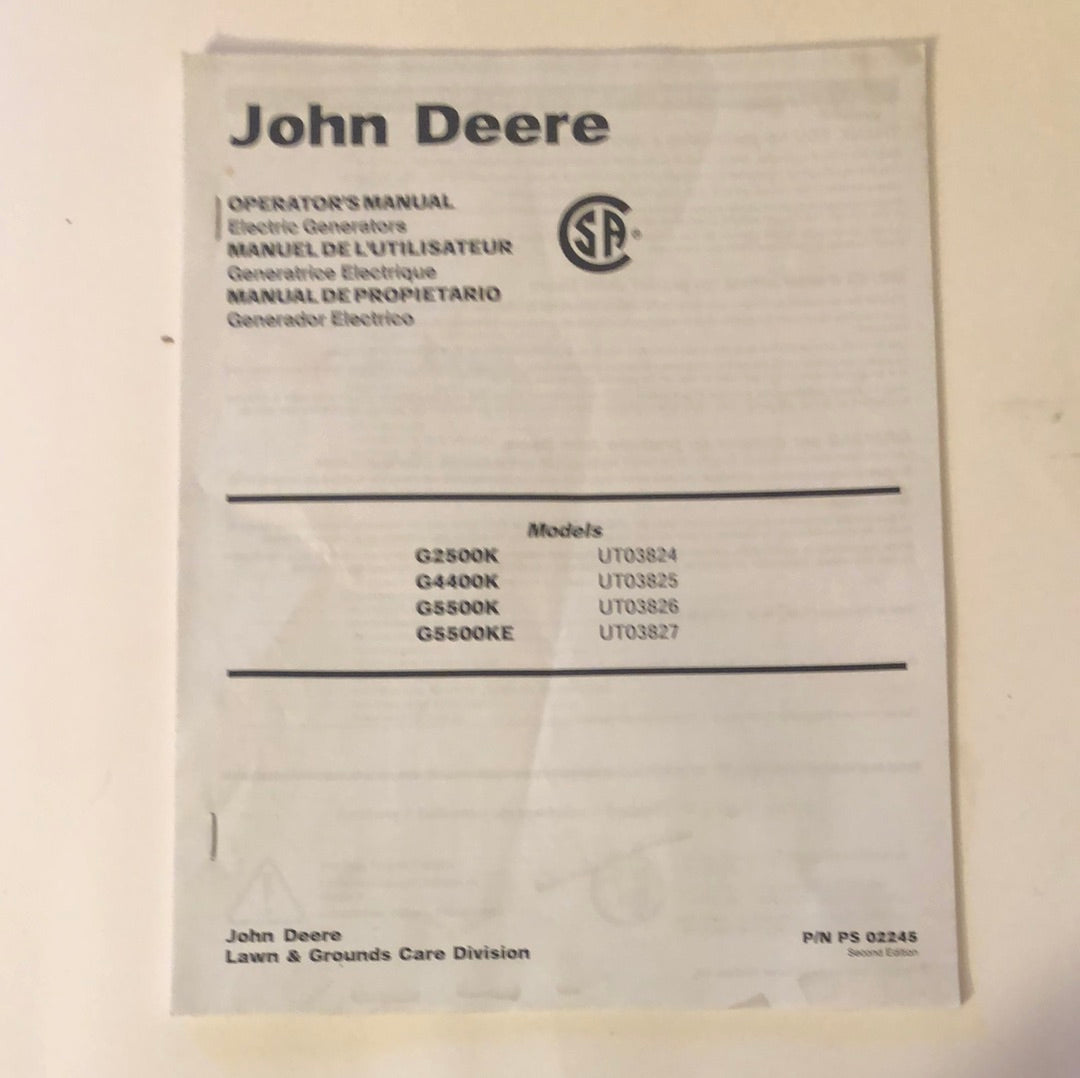 John Deere
OPERATOR'S MANUAL
Electric Generators
MANUEL DE L'UTILISATEUR
Generatrice Electrique
MANUAL DE PROPIETARIO
Generador Electrico
SA®
Models
G2500K UT03824
G4400K UT03825
G5500K UT03826
G5500KE UT03827
John Deere
Lawn & Grounds Care Division
P/N PS 02245
Second Edition